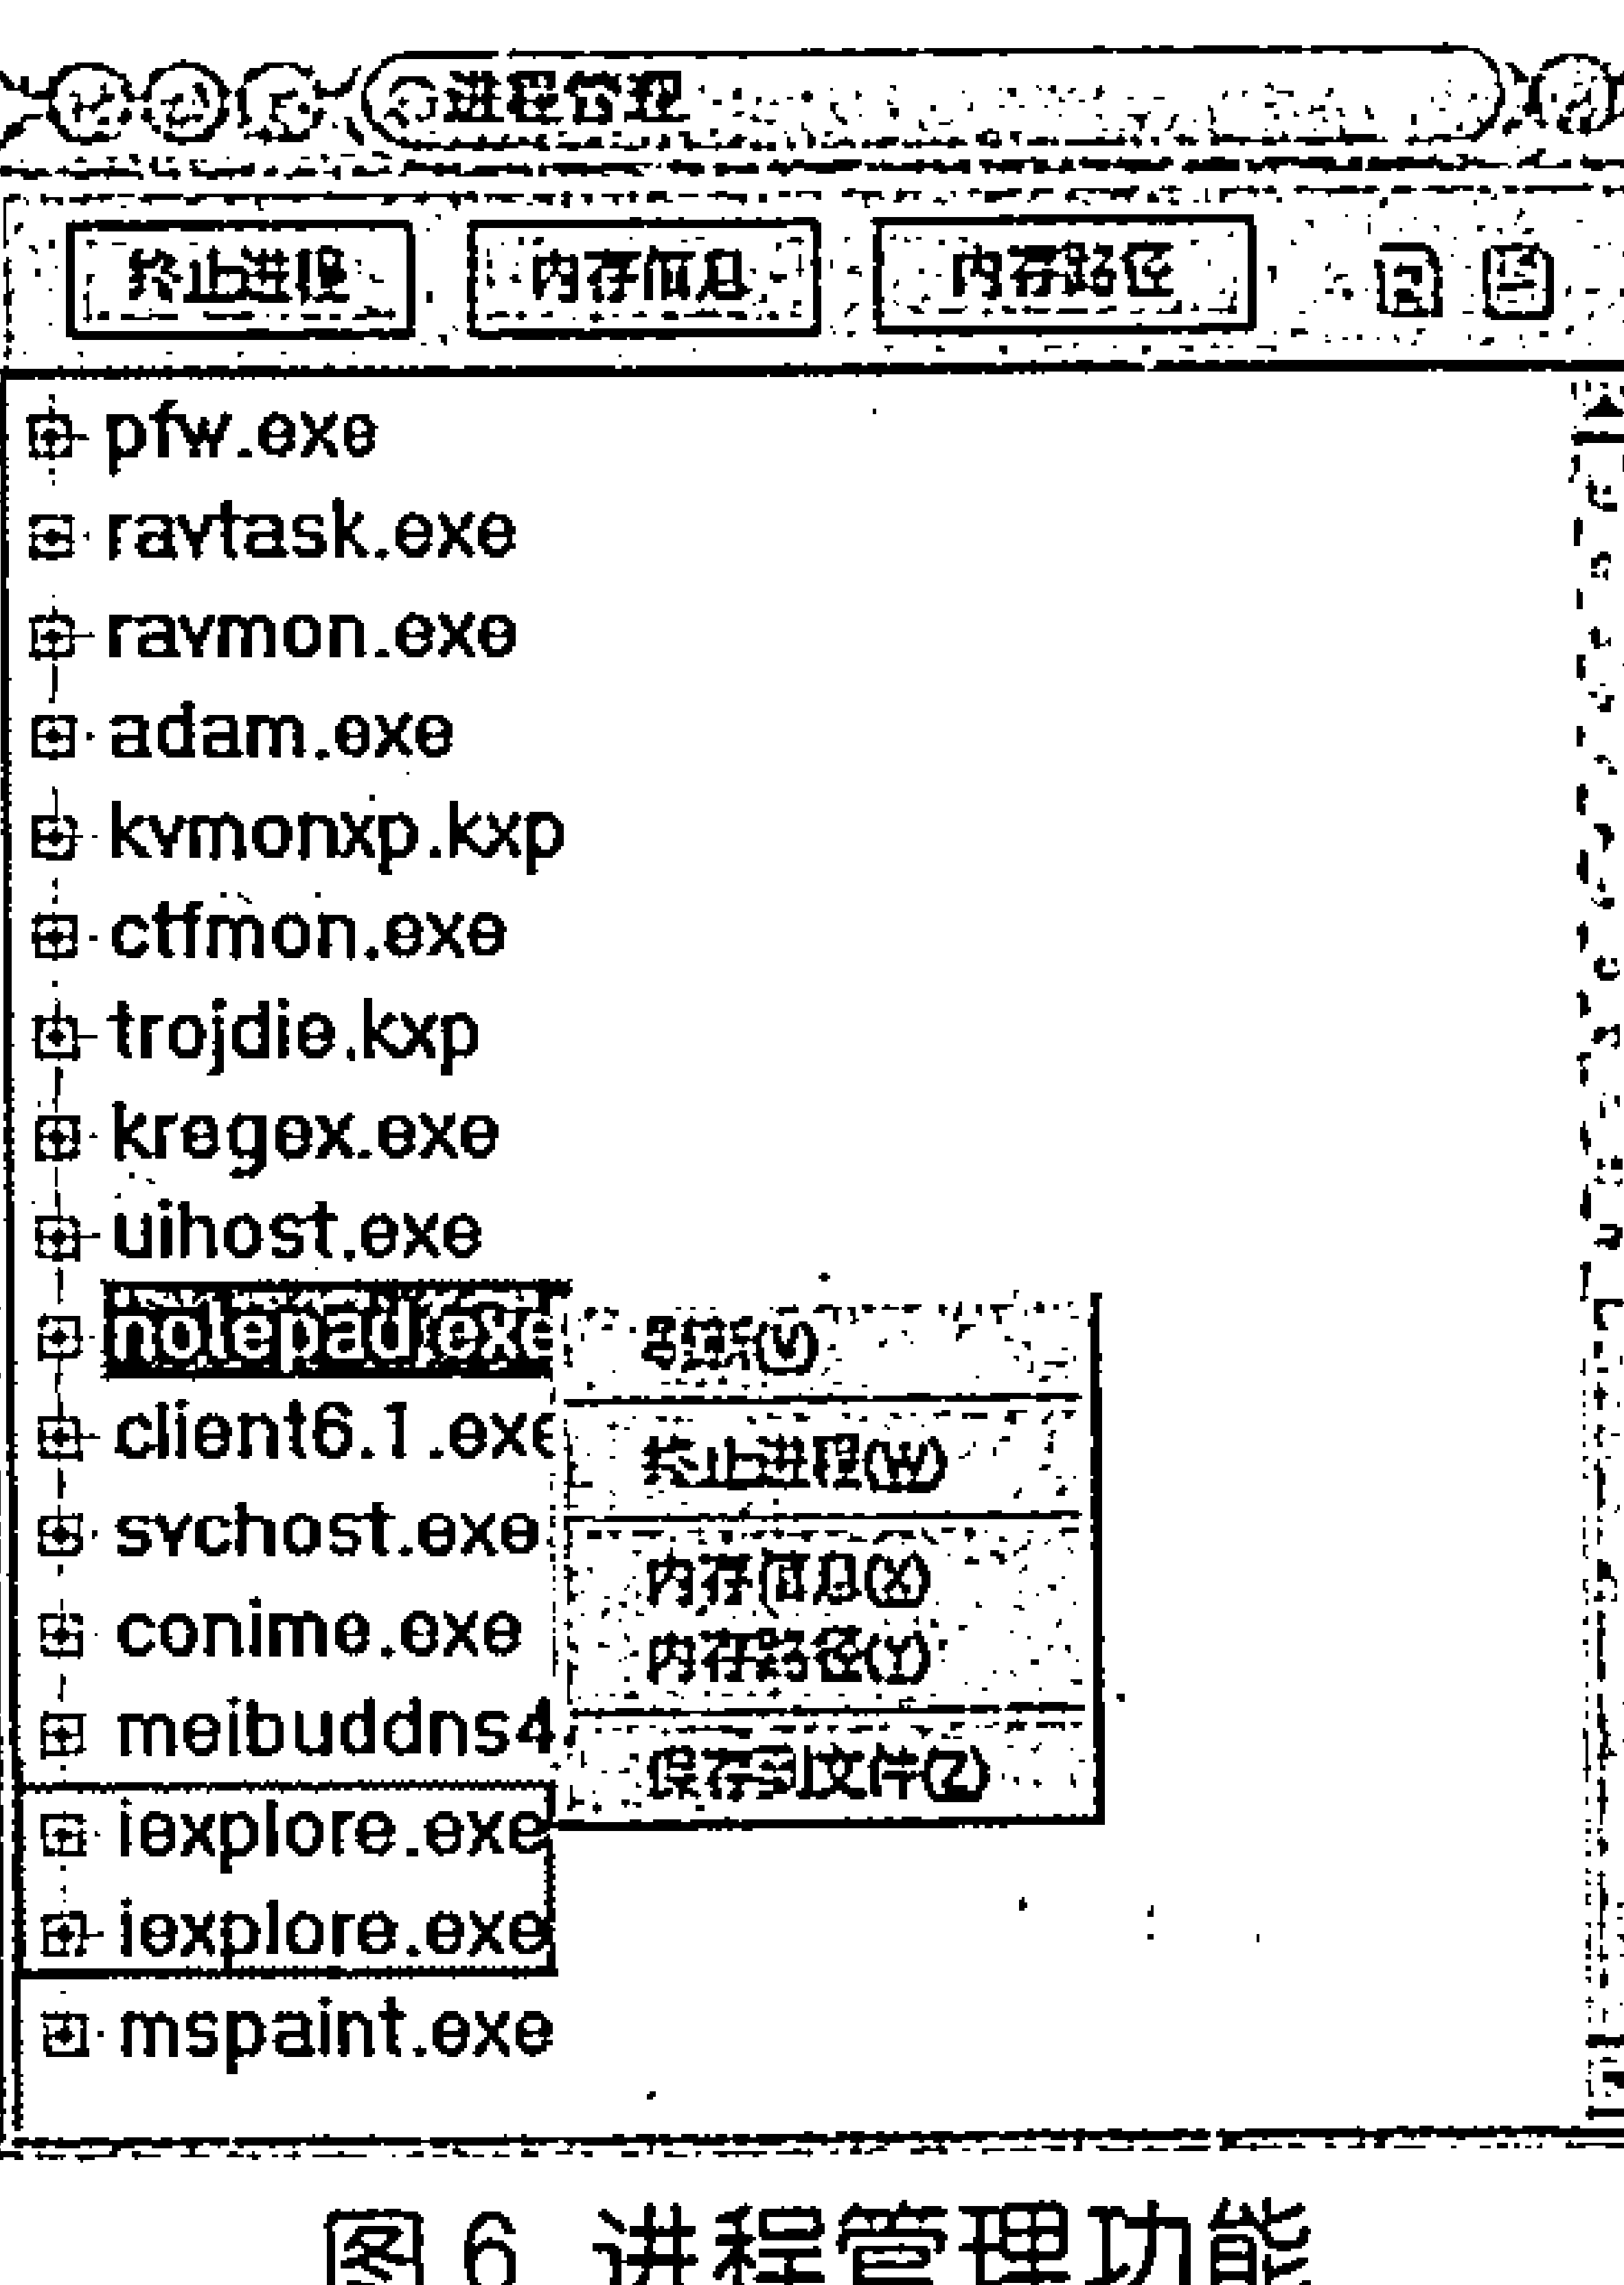 进程管理
终止进程 内存信息 内存路径
pfw.exe
ravtask.exe
ravmon.exe
adam.exe
kvmonxp.kxp
ctfmon.exe
trojdie.kxp
kregex.exe
uihost.exe
notepad.exe
client6.1.exe
svchost.exe
conime.exe
meibuddns4.
iexplore.exe
iexplore.exe
mspaint.exe
终止进程(W)
内存信息(X)
内存路径(Y)
保存到文件(Z)
图 6 进程管理功能